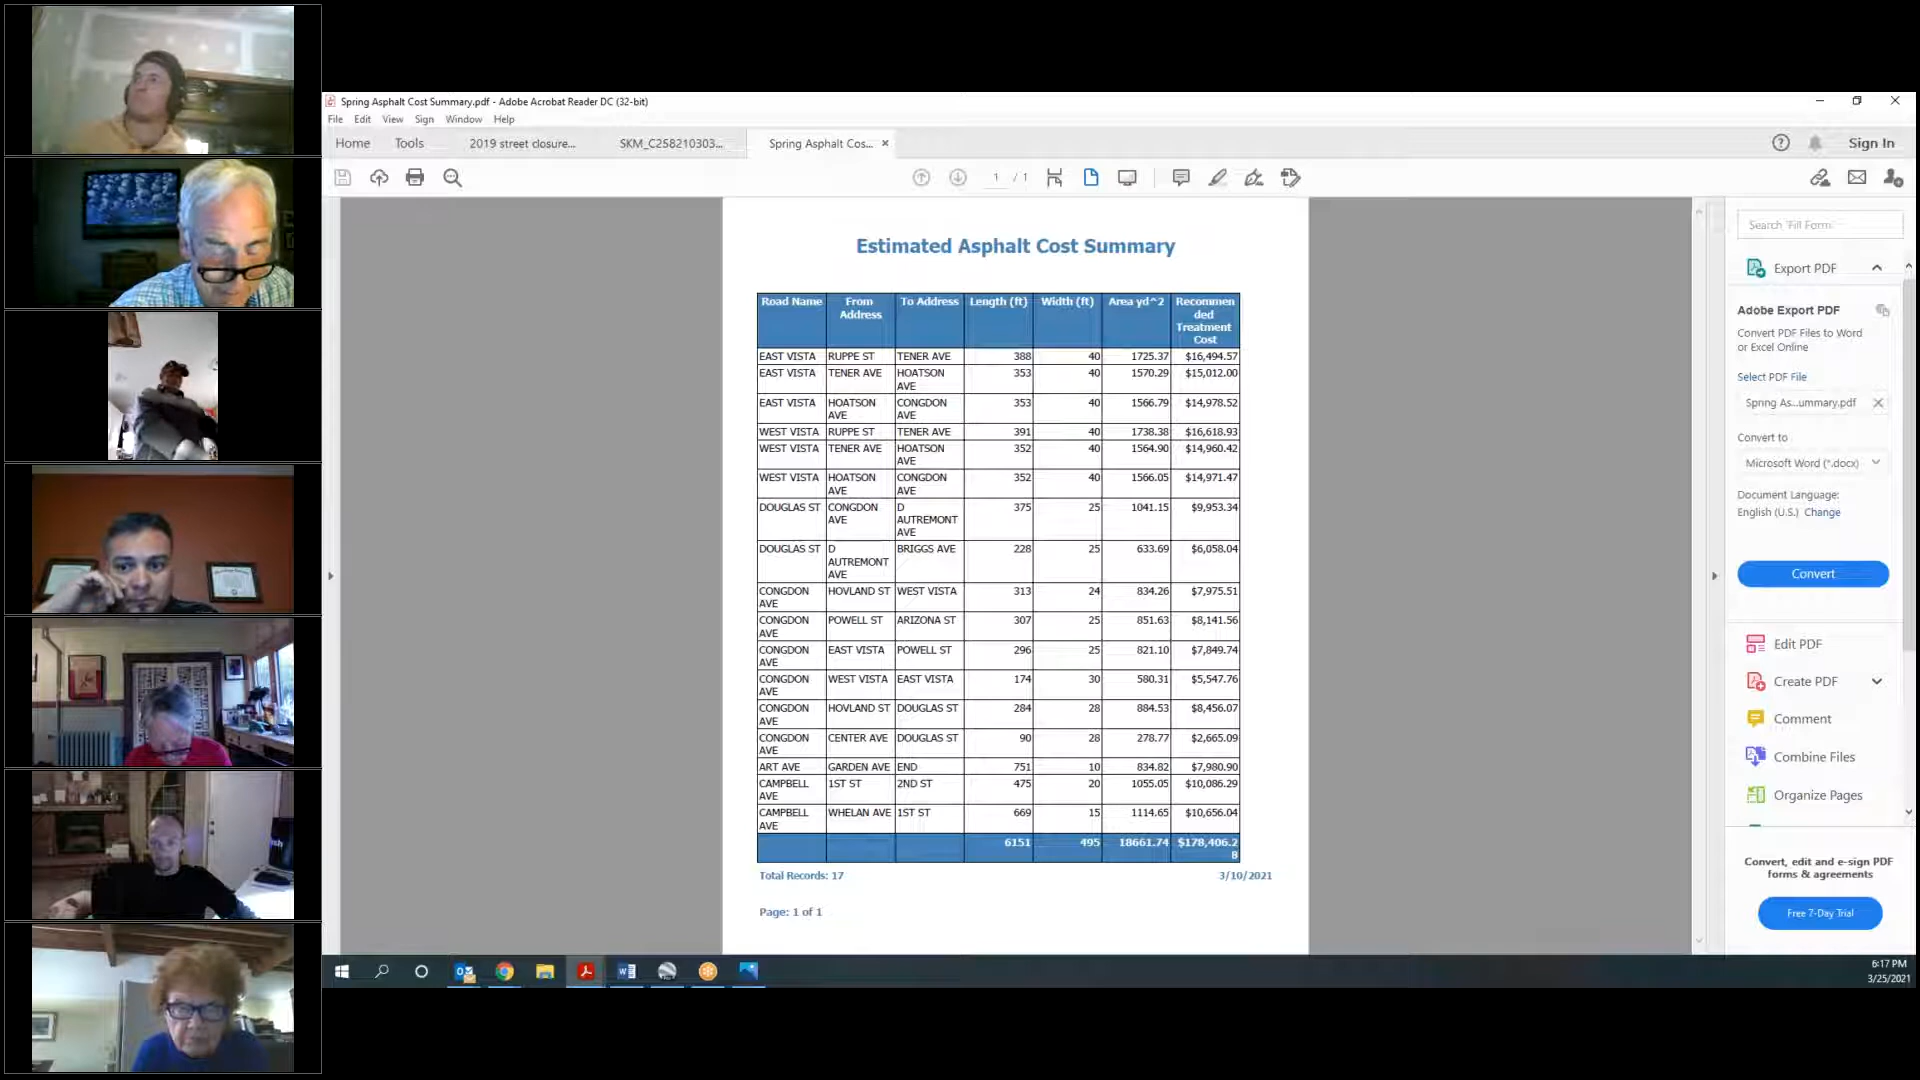 Spring Asphalt Cost Summary.pdf - Adobe Acrobat Reader DC (32-bit)
File Edit View Sign Window Help
Home Tools 2019 street closure... SKM_C258210303... Spring Asphalt Cos... ×
Sign In
1 / 1
Estimated Asphalt Cost Summary
Road Name From Address To Address Length (ft) Width (ft) Area yd^2 Recommen ded Treatment Cost
EAST VISTA RUPPE ST TENER AVE 388 40 1725.37 $16,494.57
EAST VISTA TENER AVE HOATSON AVE 353 40 1570.29 $15,012.00
EAST VISTA HOATSON AVE CONGDON AVE 353 40 1566.79 $14,978.52
WEST VISTA RUPPE ST TENER AVE 391 40 1738.38 $16,618.93
WEST VISTA TENER AVE HOATSON AVE 352 40 1564.90 $14,960.42
WEST VISTA HOATSON AVE CONGDON AVE 352 40 1566.05 $14,971.47
DOUGLAS ST CONGDON AVE D AUTREMONT AVE 375 25 1041.15 $9,953.34
DOUGLAS ST D AUTREMONT AVE BRIGGS AVE 228 25 633.69 $6,058.04
CONGDON AVE HOVLAND ST WEST VISTA 313 24 834.26 $7,975.51
CONGDON AVE POWELL ST ARIZONA ST 307 25 851.63 $8,141.56
CONGDON AVE EAST VISTA POWELL ST 296 25 821.10 $7,849.74
CONGDON AVE WEST VISTA EAST VISTA 174 30 580.31 $5,547.76
CONGDON AVE HOVLAND ST DOUGLAS ST 284 28 884.53 $8,456.07
CONGDON AVE CENTER AVE DOUGLAS ST 90 28 278.77 $2,665.09
ART AVE GARDEN AVE END 751 10 834.82 $7,980.90
CAMPBELL AVE 1ST ST 2ND ST 475 20 1055.05 $10,086.29
CAMPBELL AVE WHELAN AVE 1ST ST 669 15 1114.65 $10,656.04
6151 495 18661.74 $178,406.28
Total Records: 17 3/10/2021
Page: 1 of 1
Search 'Fill Form'
Export PDF
Adobe Export PDF
Convert PDF Files to Word
or Excel Online
Select PDF File
Spring As...ummary.pdf
Convert to
Microsoft Word (*.docx)
Document Language:
English (U.S.) Change
Convert
Edit PDF
Create PDF
Comment
Combine Files
Organize Pages
Convert, edit and e-sign PDF
forms & agreements
Free 7-Day Trial
6:17 PM
3/25/2021